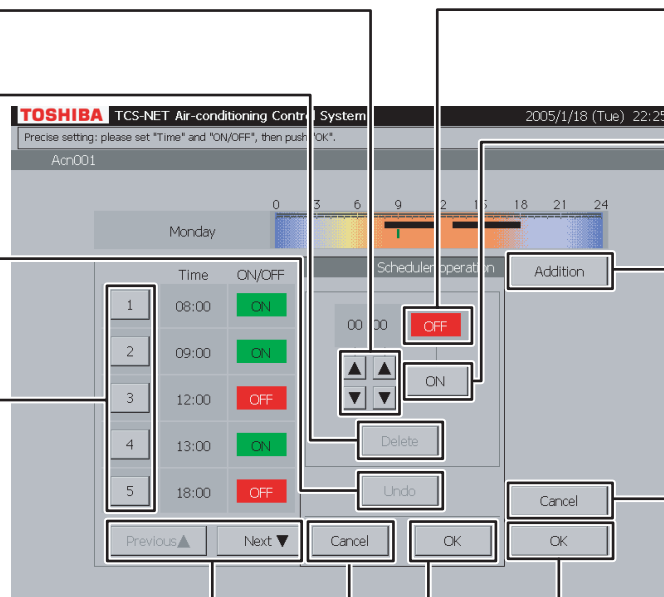 TOSHIBA TCS-NET Air-conditioning Control System 2005/1/18 (Tue) 22:25
Precise setting: please set "Time" and "ON/OFF", then push "OK".
Acn001
0 3 6 9 12 15 18 21 24
Monday
Time ON/OFF Scheduler operation Addition
1 08:00 ON
00:00 OFF
2 09:00 ON
▲ ▲ ON
3 12:00 OFF
▼ ▼
4 13:00 ON Delete
5 18:00 OFF Undo Cancel
Previous▲ Next▼ Cancel OK OK